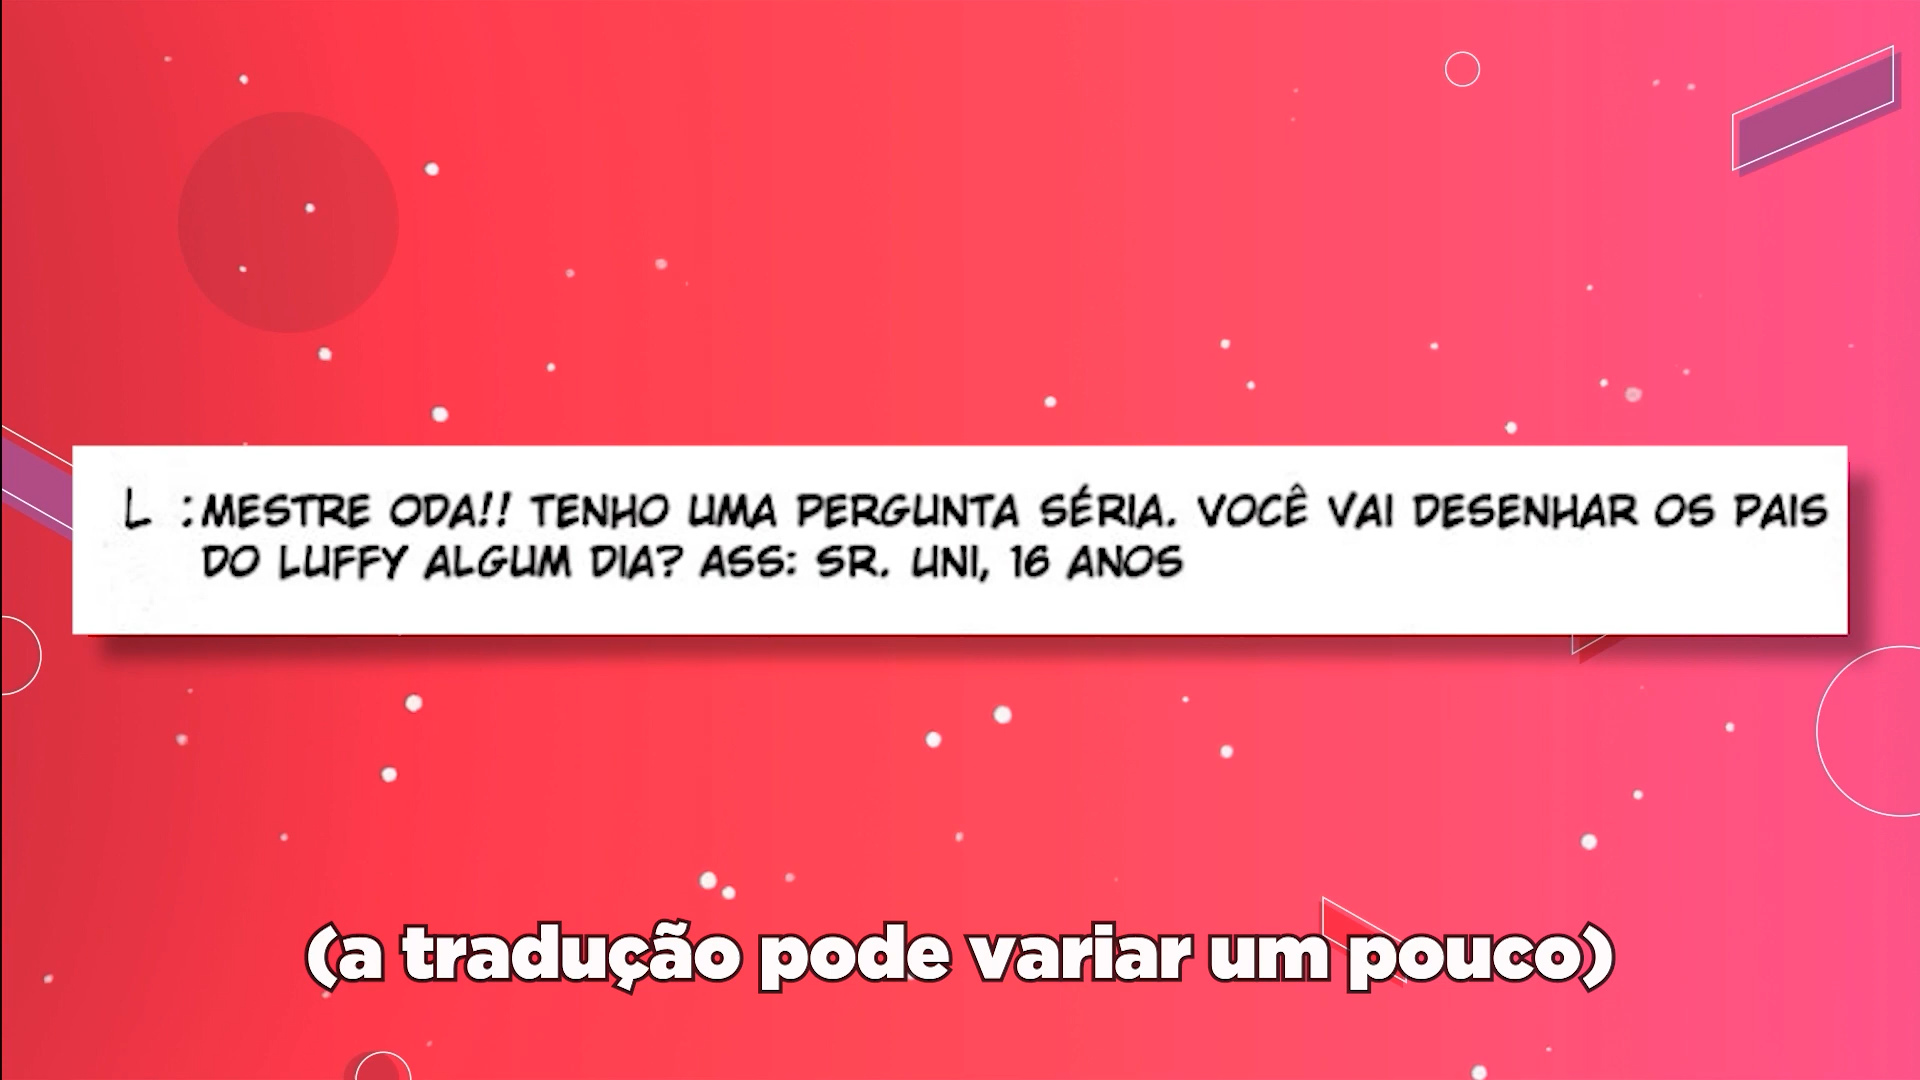 L : MESTRE ODA!! TENHO UMA PERGUNTA SÉRIA. VOCÊ VAI DESENHAR OS PAIS
DO LUFFY ALGUM DIA? ASS: SR. UNI, 16 ANOS
(a tradução pode variar um pouco)